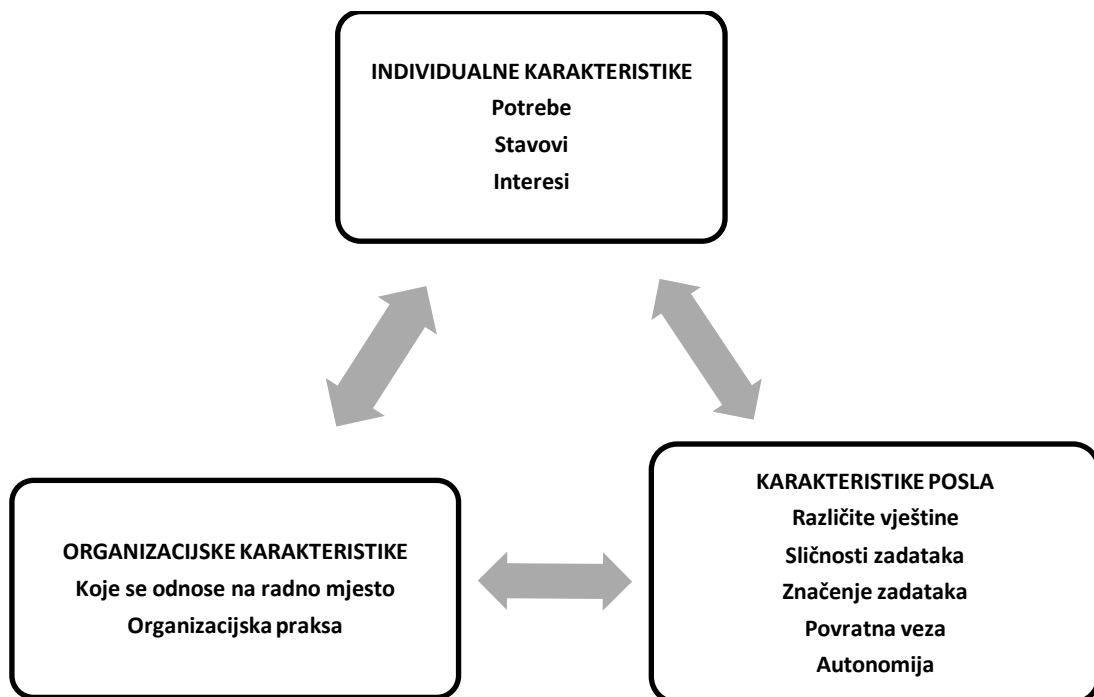 INDIVIDUALNE KARAKTERISTIKE
Potrebe
Stavovi
Interesi
ORGANIZACIJSKE KARAKTERISTIKE
Koje se odnose na radno mjesto
Organizacijska praksa
KARAKTERISTIKE POSLA
Različite vještine
Sličnosti zadataka
Značenje zadataka
Povratna veza
Autonomija